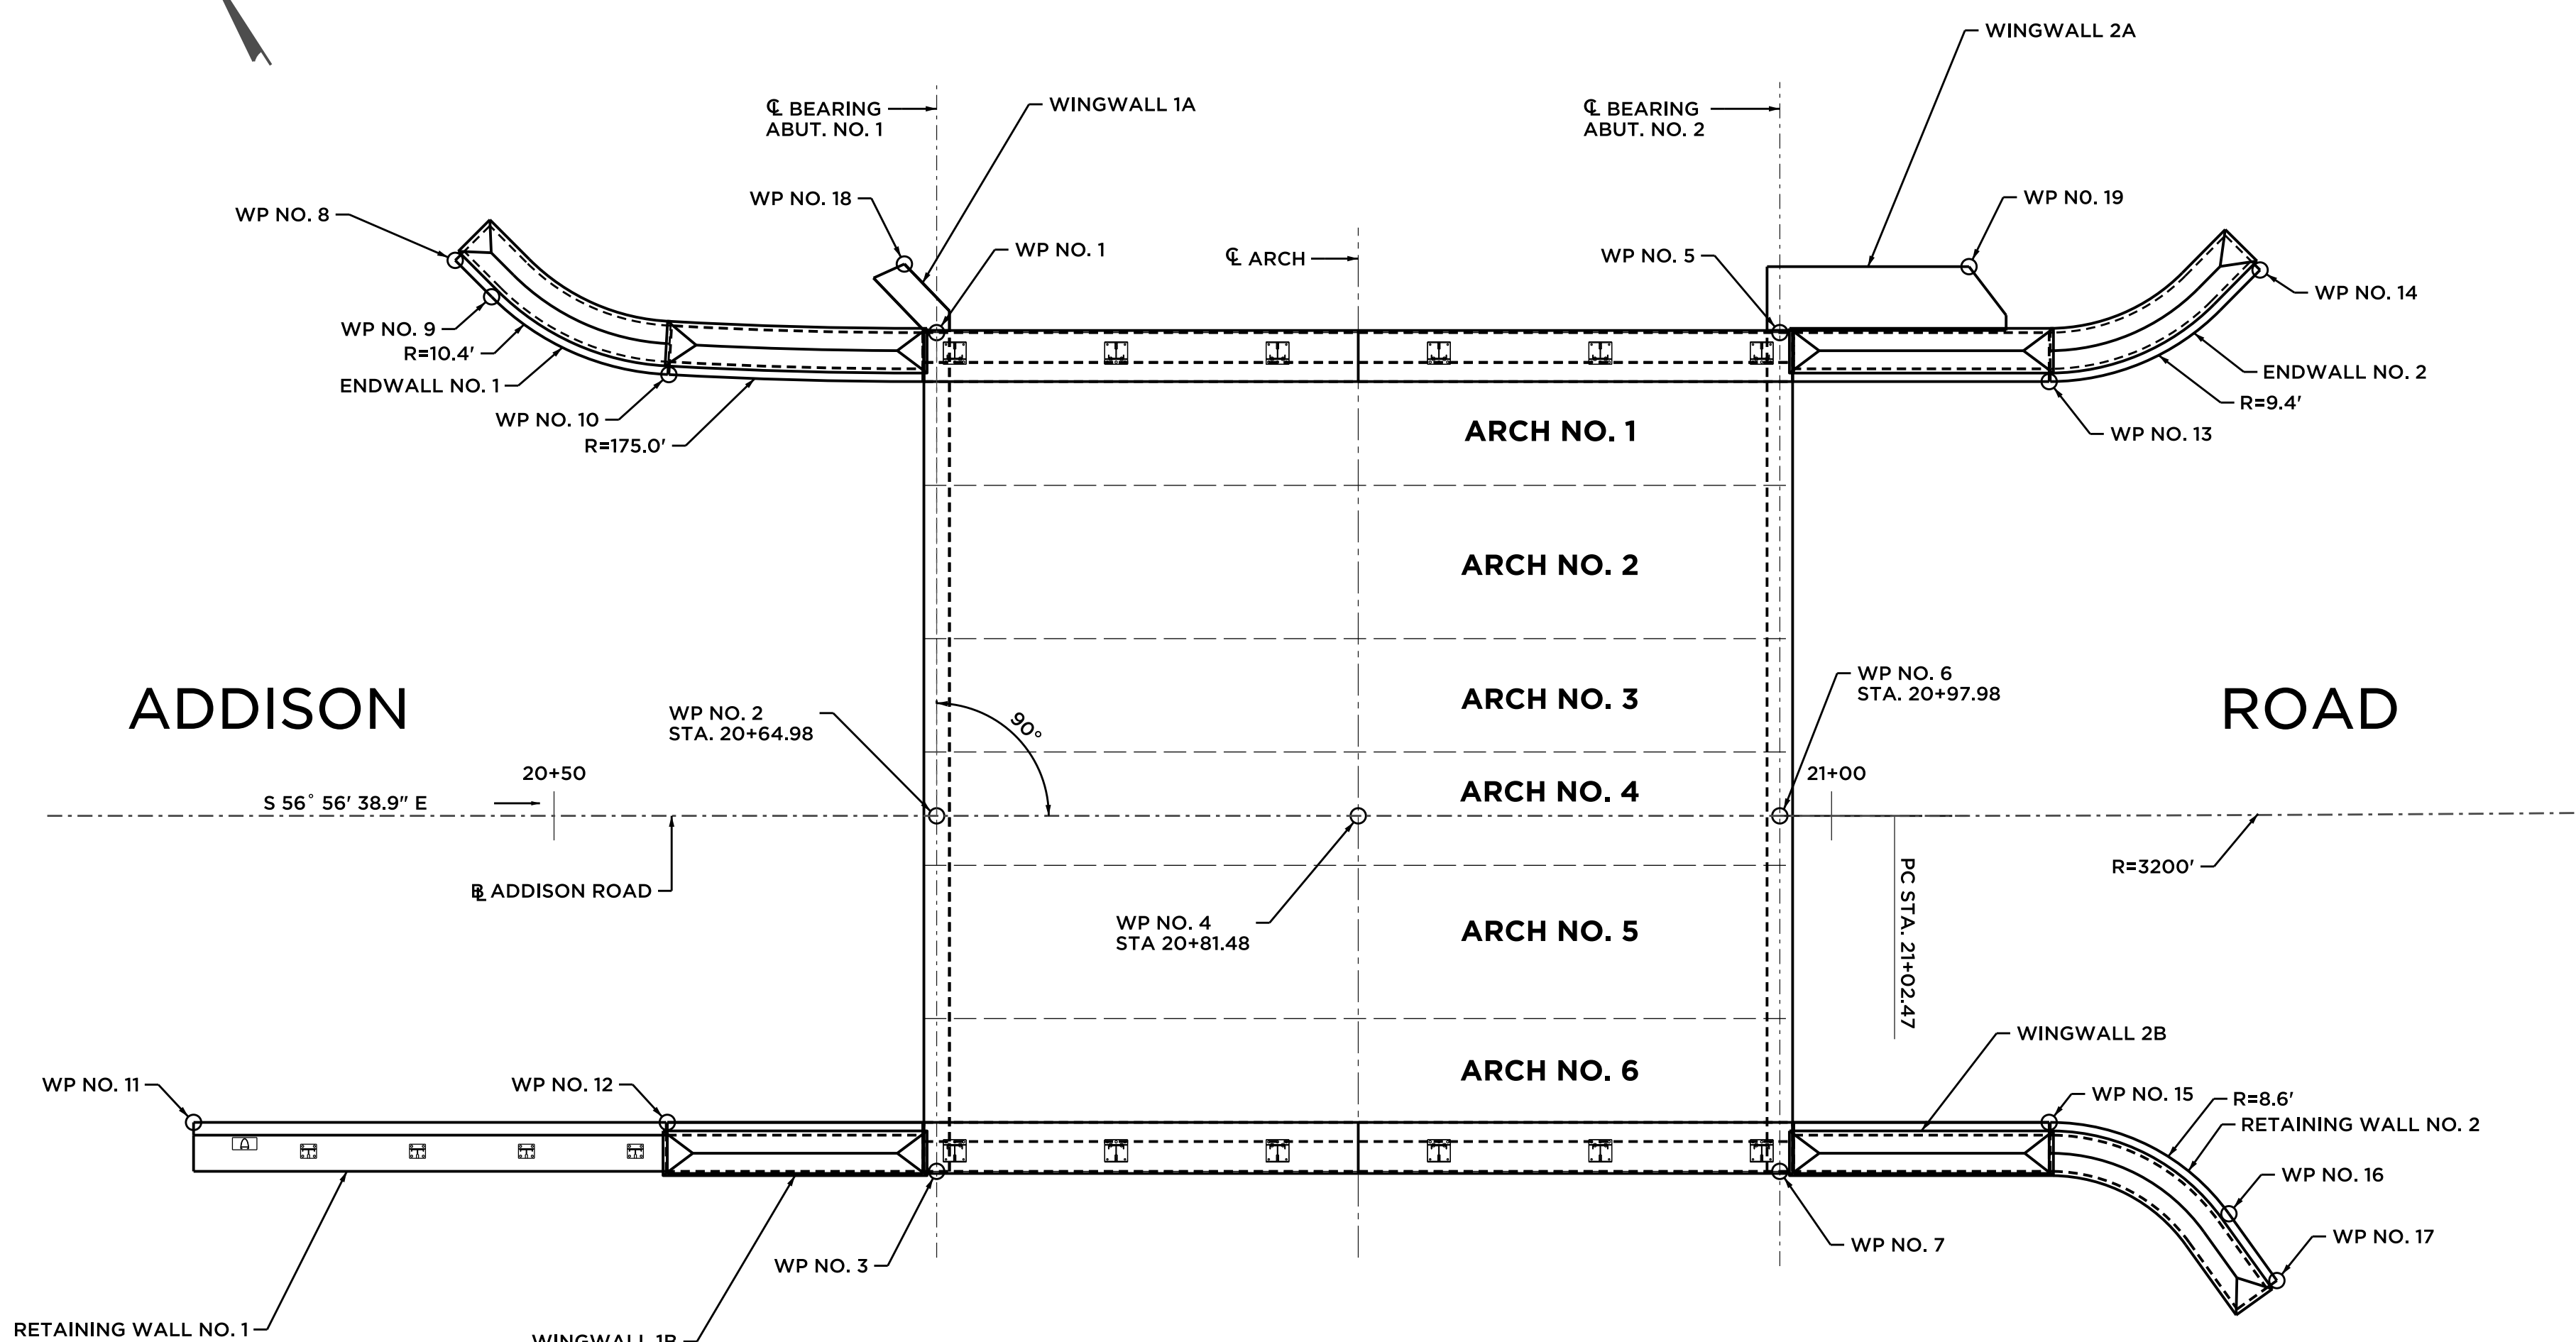 WINGWALL 2A
℄ BEARING
ABUT. NO. 1
WINGWALL 1A
℄ BEARING
ABUT. NO. 2
WP NO. 18
WP N0. 19
WP NO. 8
WP NO. 1
℄ ARCH
WP NO. 5
WP NO. 14
WP NO. 9
R=10.4'
ENDWALL NO. 1
WP NO. 10
R=175.0'
ENDWALL NO. 2
R=9.4'
WP NO. 13
ARCH NO. 1
ARCH NO. 2
ARCH NO. 3
ARCH NO. 4
ARCH NO. 5
ARCH NO. 6
ADDISON
ROAD
WP NO. 2
STA. 20+64.98
90°
WP NO. 6
STA. 20+97.98
20+50
21+00
S 56° 56' 38.9" E
BL ADDISON ROAD
WP NO. 4
STA 20+81.48
R=3200'
PC STA. 21+02.47
WINGWALL 2B
WP NO. 11
WP NO. 12
WP NO. 15
R=8.6'
RETAINING WALL NO. 2
WP NO. 16
WP NO. 17
WP NO. 3
WP NO. 7
RETAINING WALL NO. 1
WINGWALL 1B